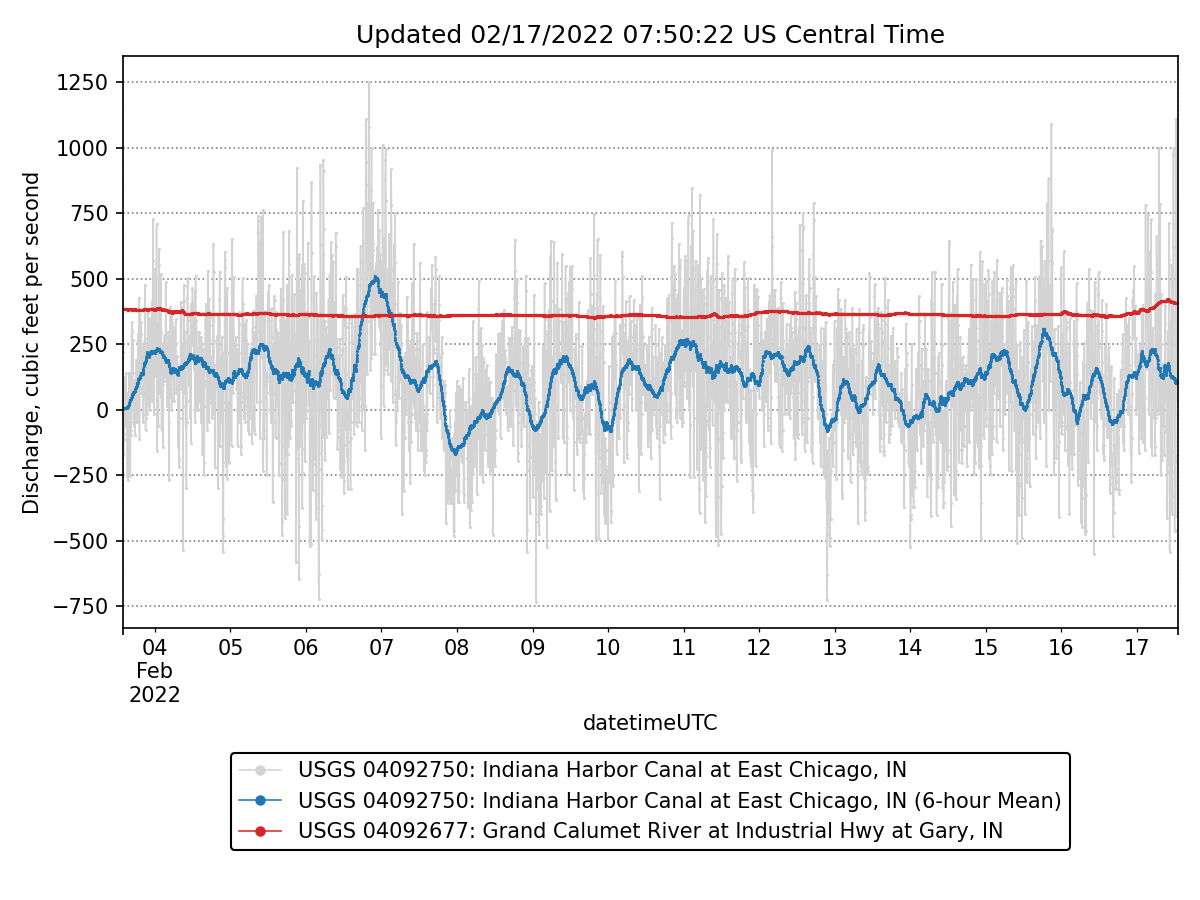 Updated 02/17/2022 07:50:22 US Central Time
1250
1000
750
500
250
0
−250
−500
−750
Discharge, cubic feet per second
04 05 06 07 08 09 10 11 12 13 14 15 16 17
Feb
2022
datetimeUTC
USGS 04092750: Indiana Harbor Canal at East Chicago, IN
USGS 04092750: Indiana Harbor Canal at East Chicago, IN (6-hour Mean)
USGS 04092677: Grand Calumet River at Industrial Hwy at Gary, IN